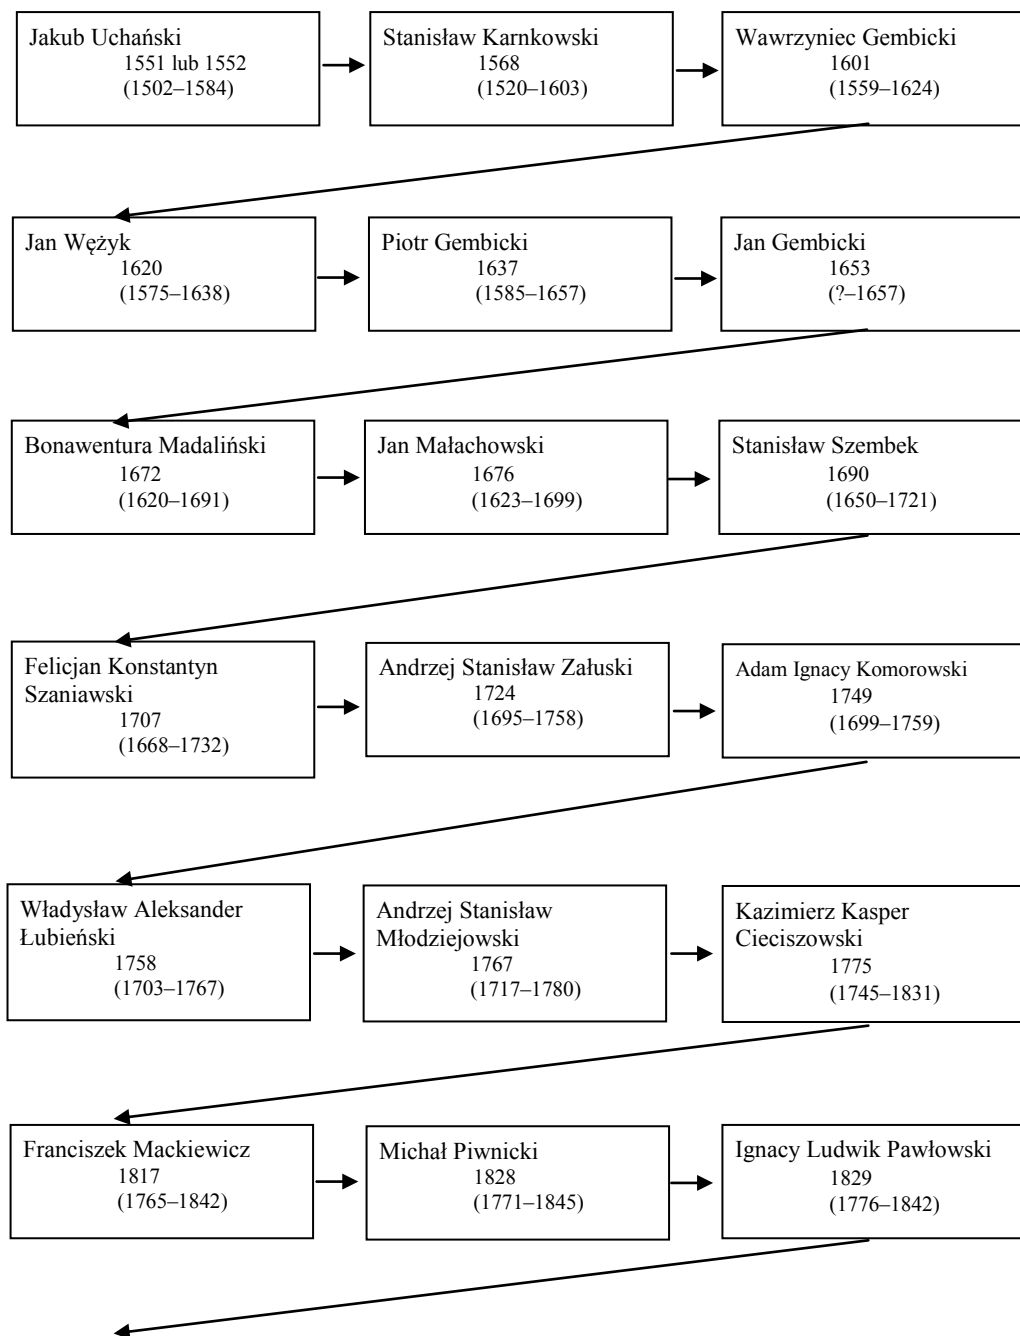 Jakub Uchański
1551 lub 1552
(1502–1584)
Stanisław Karnkowski
1568
(1520–1603)
Wawrzyniec Gembicki
1601
(1559–1624)
Jan Wężyk
1620
(1575–1638)
Piotr Gembicki
1637
(1585–1657)
Jan Gembicki
1653
(?–1657)
Bonawentura Madaliński
1672
(1620–1691)
Jan Małachowski
1676
(1623–1699)
Stanisław Szembek
1690
(1650–1721)
Felicjan Konstantyn
Szaniawski
1707
(1668–1732)
Andrzej Stanisław Załuski
1724
(1695–1758)
Adam Ignacy Komorowski
1749
(1699–1759)
Władysław Aleksander
Łubieński
1758
(1703–1767)
Andrzej Stanisław
Młodziejowski
1767
(1717–1780)
Kazimierz Kasper
Cieciszowski
1775
(1745–1831)
Franciszek Mackiewicz
1817
(1765–1842)
Michał Piwnicki
1828
(1771–1845)
Ignacy Ludwik Pawłowski
1829
(1776–1842)